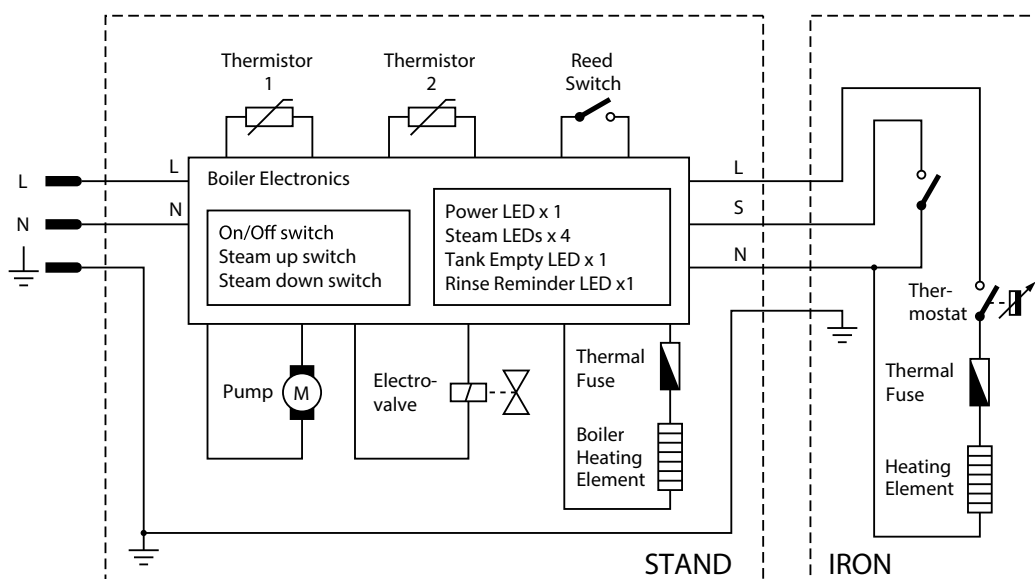 Thermistor
1
Thermistor
2
Reed
Switch
L
N
L
N
Boiler Electronics
On/Off switch
Steam up switch
Steam down switch
Power LED x 1
Steam LEDs x 4
Tank Empty LED x 1
Rinse Reminder LED x1
L
S
N
Pump
M
Electro-
valve
Thermal
Fuse
Boiler
Heating
Element
Ther-
mostat
Thermal
Fuse
Heating
Element
STAND
IRON